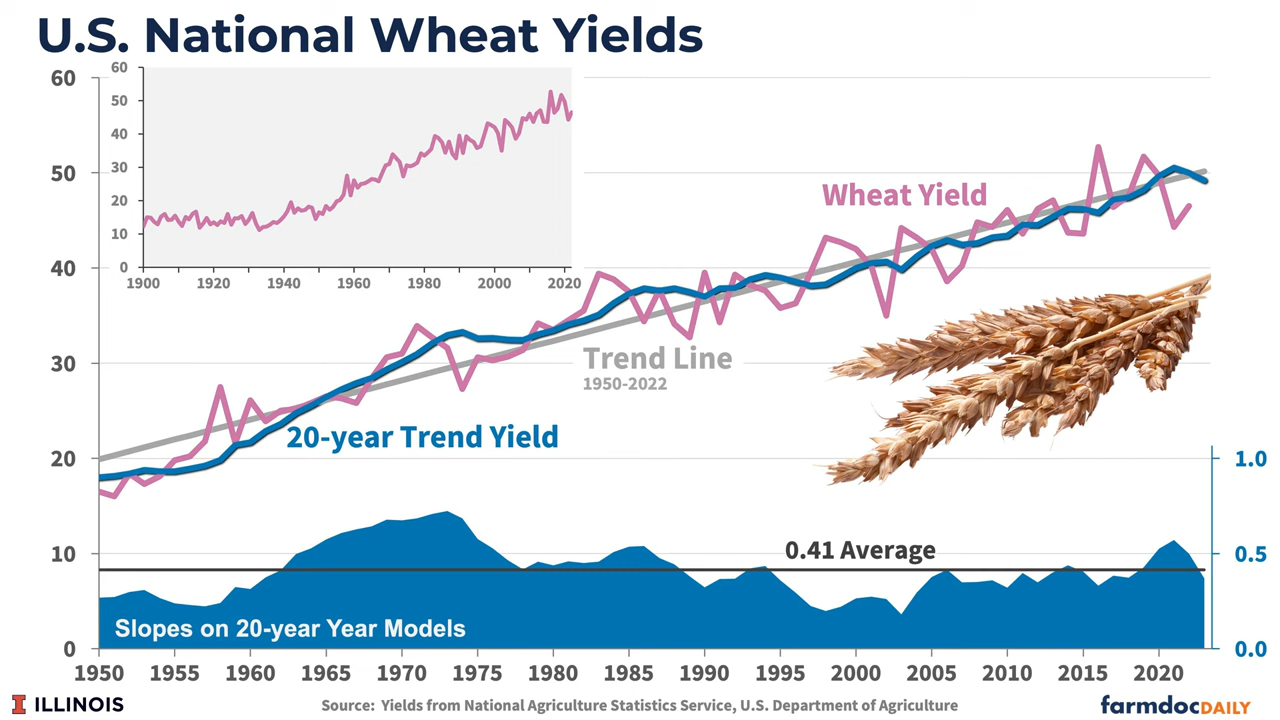 U.S. National Wheat Yields
60
50
40
30
20
10
0
60
50
40
30
20
10
0
1900 1920 1940 1960 1980 2000 2020
Wheat Yield
Trend Line
1950-2022
20-year Trend Yield
1.0
0.5
0.0
0.41 Average
Slopes on 20-year Year Models
1950 1955 1960 1965 1970 1975 1980 1985 1990 1995 2000 2005 2010 2015 2020
I ILLINOIS
Source: Yields from National Agriculture Statistics Service, U.S. Department of Agriculture
farmdocDAILY